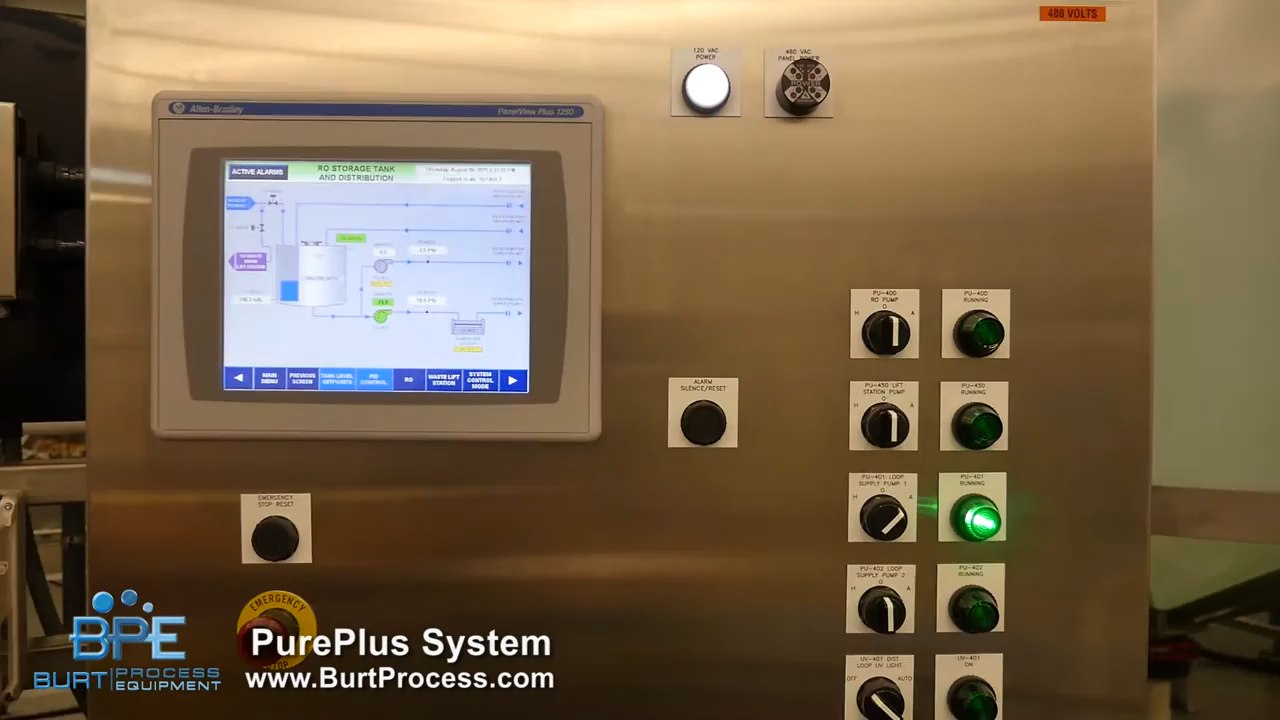 480 VOLTS
120 VAC
POWER
480 VAC
PANEL POWER
POWER
Allen-Bradley
PanelView Plus 1250
ACTIVE ALARMS
RO STORAGE TANK
AND DISTRIBUTION
MAIN
MENU
PREVIOUS
SCREEN
TANK LEVEL
SETPOINTS
PID
CONTROL
RO
WASTE LIFT
STATION
SYSTEM
CONTROL
MODE
ALARM
SILENCE/RESET
PU-400
RO PUMP
H O A
PU-400
RUNNING
PU-450 LIFT
STATION PUMP
H O A
PU-450
RUNNING
PU-401 LOOP
SUPPLY PUMP 1
H O A
PU-401
RUNNING
PU-402 LOOP
SUPPLY PUMP 2
H O A
PU-402
RUNNING
UV-401 DIST
LOOP UV LIGHT
OFF AUTO
UV-401
ON
EMERGENCY
STOP RESET
EMERGENCY
BPE
BURT PROCESS
EQUIPMENT
PurePlus System
www.BurtProcess.com